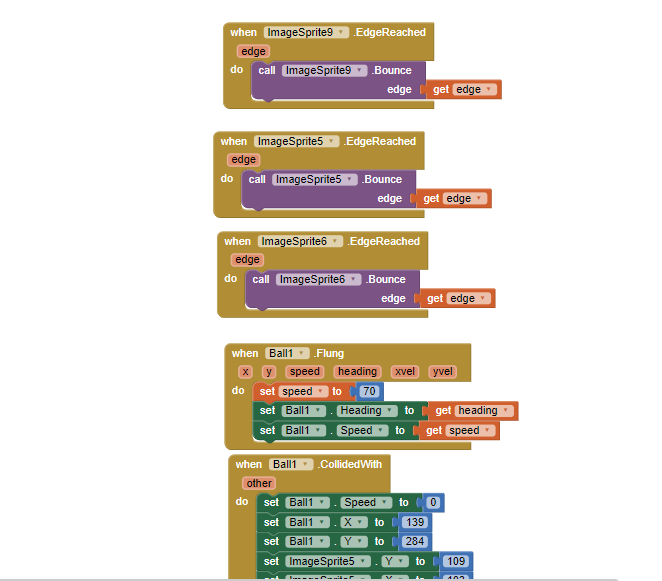 when ImageSprite9 .EdgeReached
edge
do call ImageSprite9 .Bounce
edge get edge
when ImageSprite5 .EdgeReached
edge
do call ImageSprite5 .Bounce
edge get edge
when ImageSprite6 .EdgeReached
edge
do call ImageSprite6 .Bounce
edge get edge
when Ball1 .Flung
x y speed heading xvel yvel
do set speed to 70
set Ball1 . Heading to get heading
set Ball1 . Speed to get speed
when Ball1 .CollidedWith
other
do set Ball1 . Speed to 0
set Ball1 . X to 139
set Ball1 . Y to 284
set ImageSprite5 . Y to 109